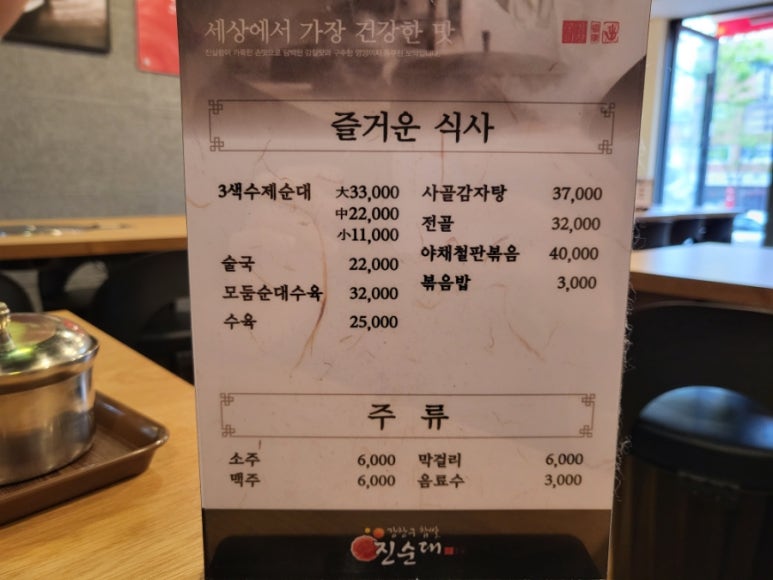 세상에서 가장 건강한 맛
즐거운 식사
3색수제순대 大33,000
中22,000
小11,000
술국 22,000
모둠순대수육 32,000
수육 25,000
사골감자탕 37,000
전골 32,000
야채철판볶음 40,000
볶음밥 3,000
주 류
소주 6,000
맥주 6,000
막걸리 6,000
음료수 3,000
강창구 찹쌀
진순대